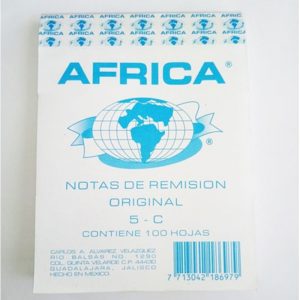 AFRICA®
®
NOTAS DE REMISION
ORIGINAL
5 - C
CONTIENE 100 HOJAS
CARLOS A. ALVAREZ VELAZQUEZ
RIO BALSAS NO. 1290
COL. QUINTA VELARDE C.P. 44430
GUADALAJARA, JALISCO
HECHO EN MEXICO
7 713042 186979